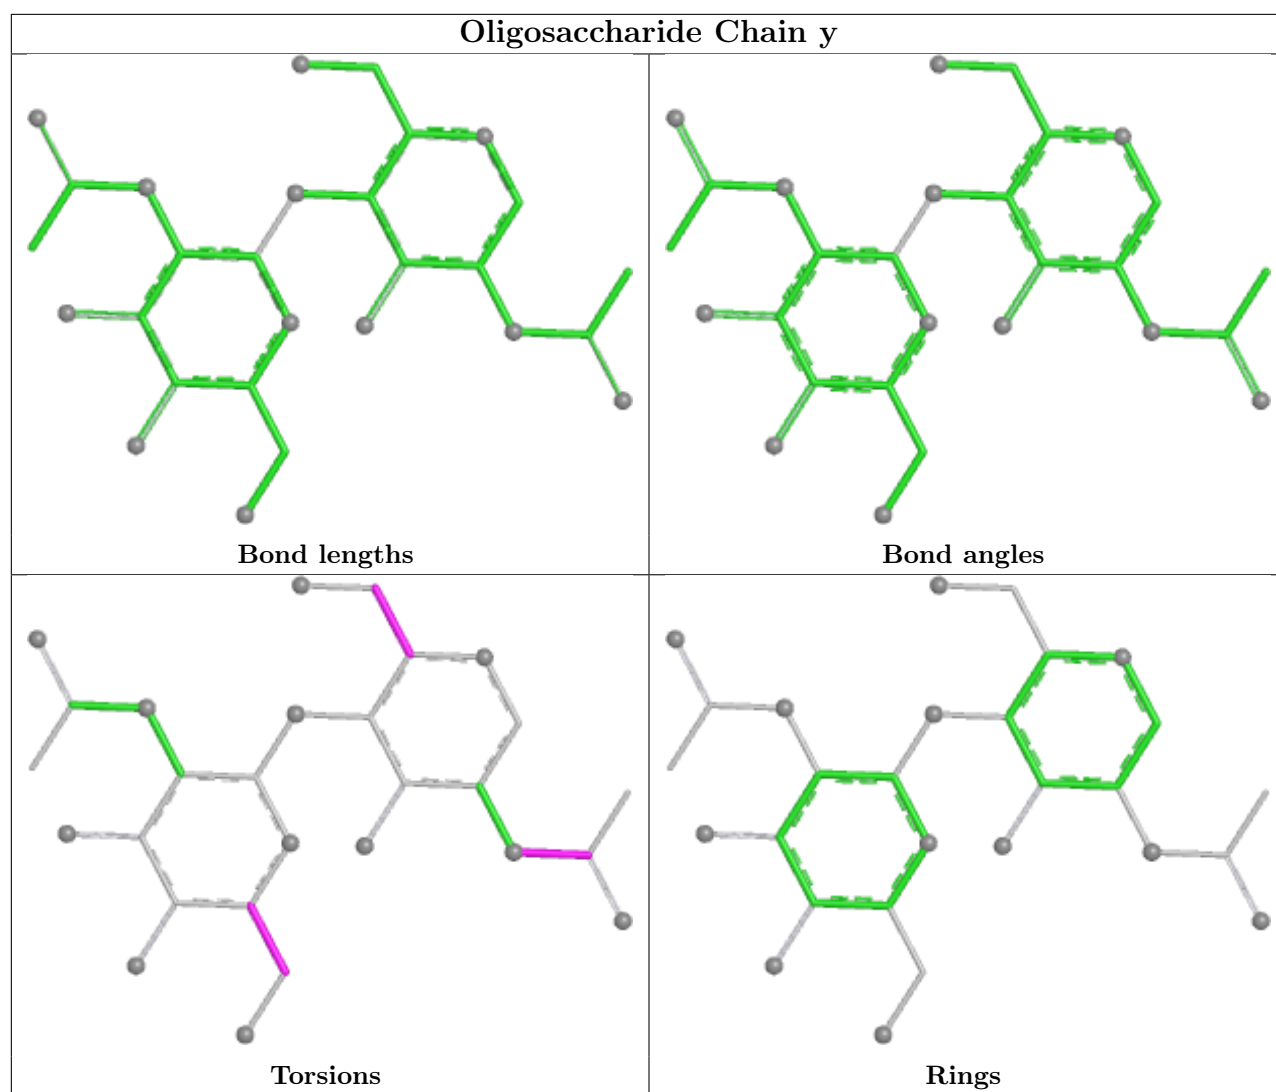 Oligosaccharide Chain y
Bond lengths
Bond angles
Torsions
Rings